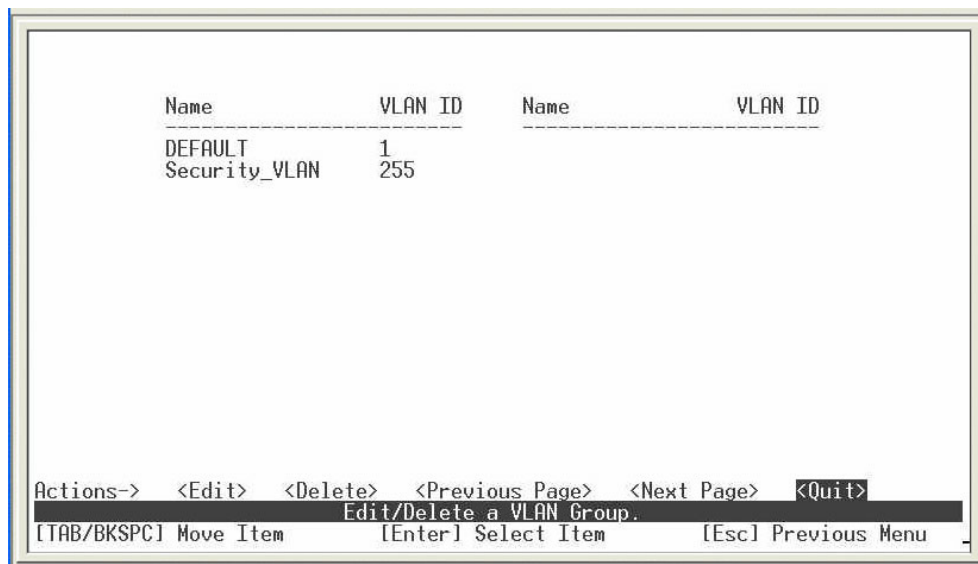 Name VLAN ID Name VLAN ID
------------------------- -------------------------
DEFAULT 1
Security_VLAN 255
Actions-> <Edit> <Delete> <Previous Page> <Next Page> <Quit>
Edit/Delete a VLAN Group.
[TAB/BKSPC] Move Item [Enter] Select Item [Esc] Previous Menu